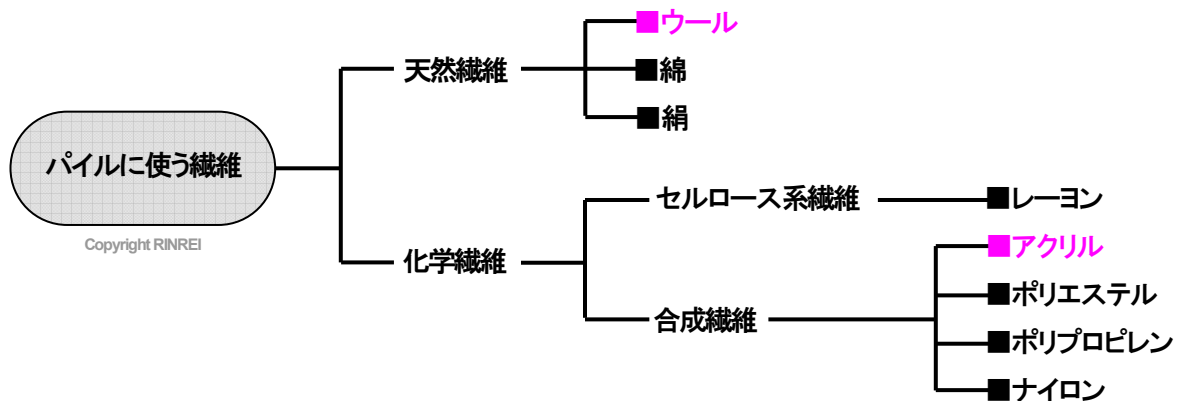 パイルに使う繊維
Copyright RINREI
天然繊維
■ウール
■綿
■絹
化学繊維
セルロース系繊維
■レーヨン
合成繊維
■アクリル
■ポリエステル
■ポリプロピレン
■ナイロン